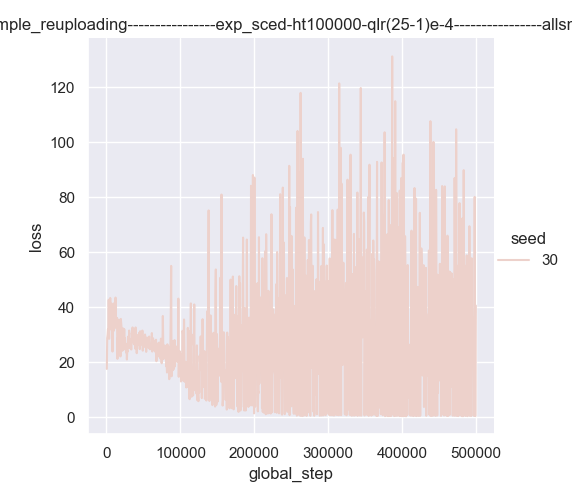 mple_reuploading----------------exp_sced-ht100000-qlr(25-1)e-4----------------allsr
120
100
80
60
40
20
0
loss
0 100000 200000 300000 400000 500000
global_step
seed
30